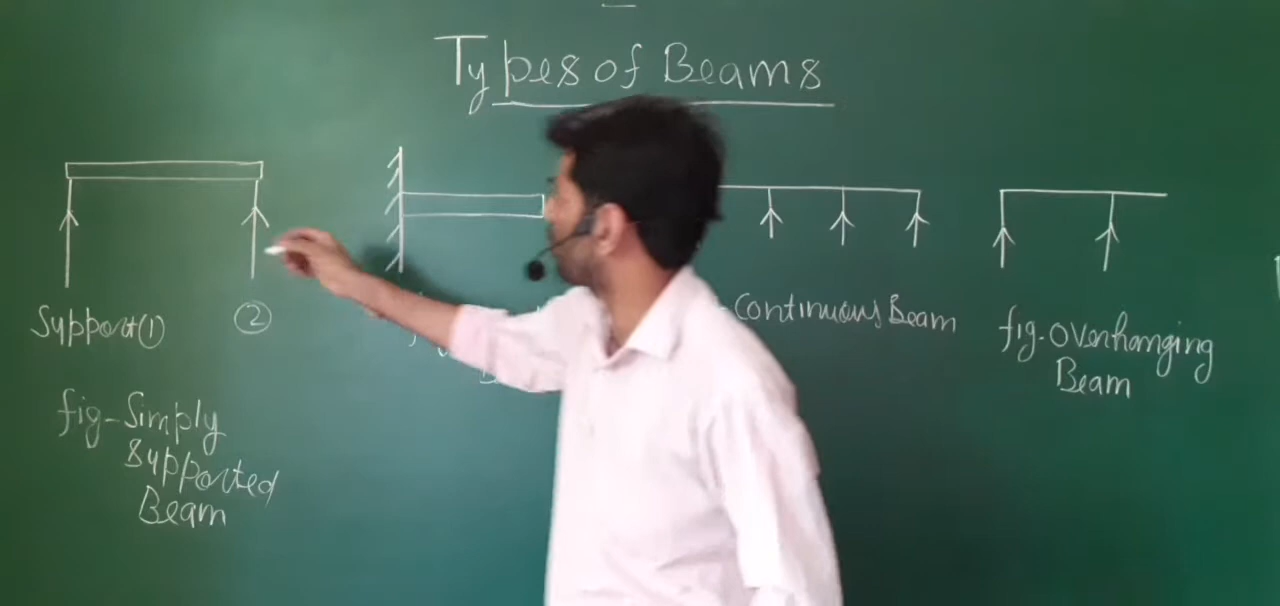 Types of Beams
Support ①
②
fig-Simply
Supported
Beam
Continuous Beam
fig-Overhanging
Beam